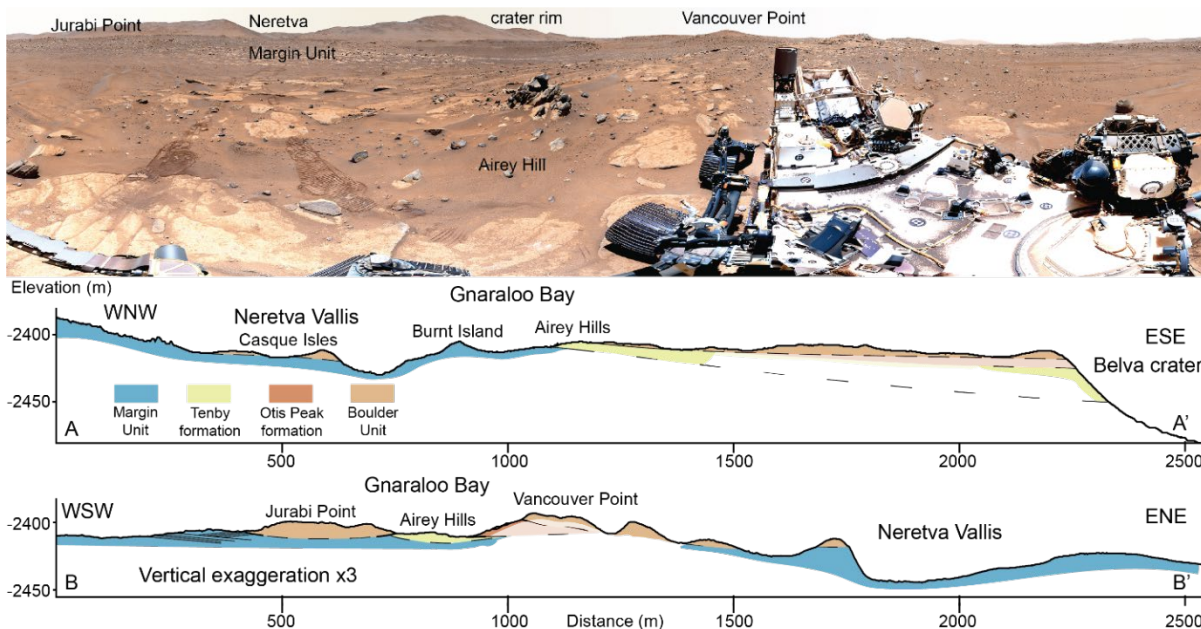 Jurabi Point
Neretva
crater rim
Vancouver Point
Margin Unit
Airey Hill
Elevation (m)
Gnaraloo Bay
WNW
Neretva Vallis
Casque Isles
Burnt Island
Airey Hills
ESE
Belva crater
-2400
-2450
Margin
Unit
Tenby
formation
Otis Peak
formation
Boulder
Unit
A
A'
500
1000
1500
2000
2500
Gnaraloo Bay
WSW
Jurabi Point
Airey Hills
Vancouver Point
Neretva Vallis
ENE
-2400
-2450
B
Vertical exaggeration x3
B'
500
1000
Distance (m)
1500
2000
2500